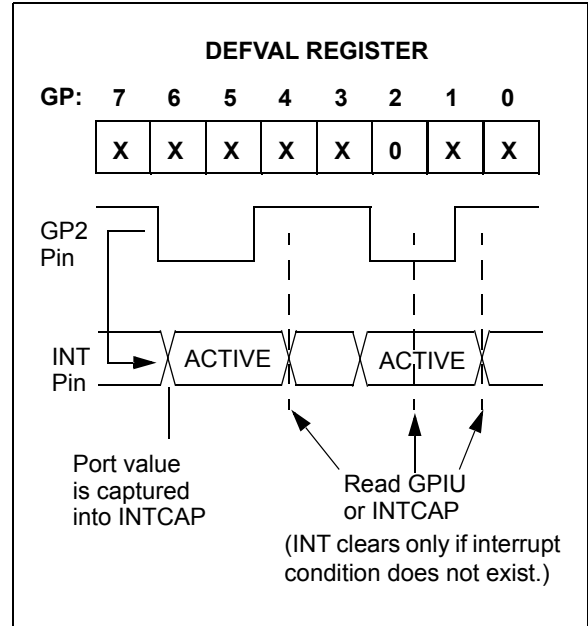 DEFVAL REGISTER
GP: 7 6 5 4 3 2 1 0
X X X X X 0 X X
GP2
Pin
INT
Pin
ACTIVE
ACTIVE
Port value
is captured
into INTCAP
Read GPIU
or INTCAP
(INT clears only if interrupt
condition does not exist.)